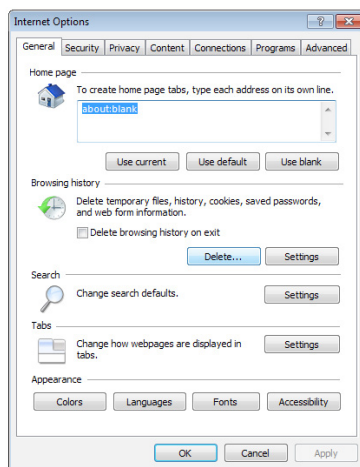 Internet Options
General Security Privacy Content Connections Programs Advanced
Home page
To create home page tabs, type each address on its own line.
about:blank
Use current Use default Use blank
Browsing history
Delete temporary files, history, cookies, saved passwords,
and web form information.
Delete browsing history on exit
Delete... Settings
Search
Change search defaults. Settings
Tabs
Change how webpages are displayed in
tabs. Settings
Appearance
Colors Languages Fonts Accessibility
OK Cancel Apply